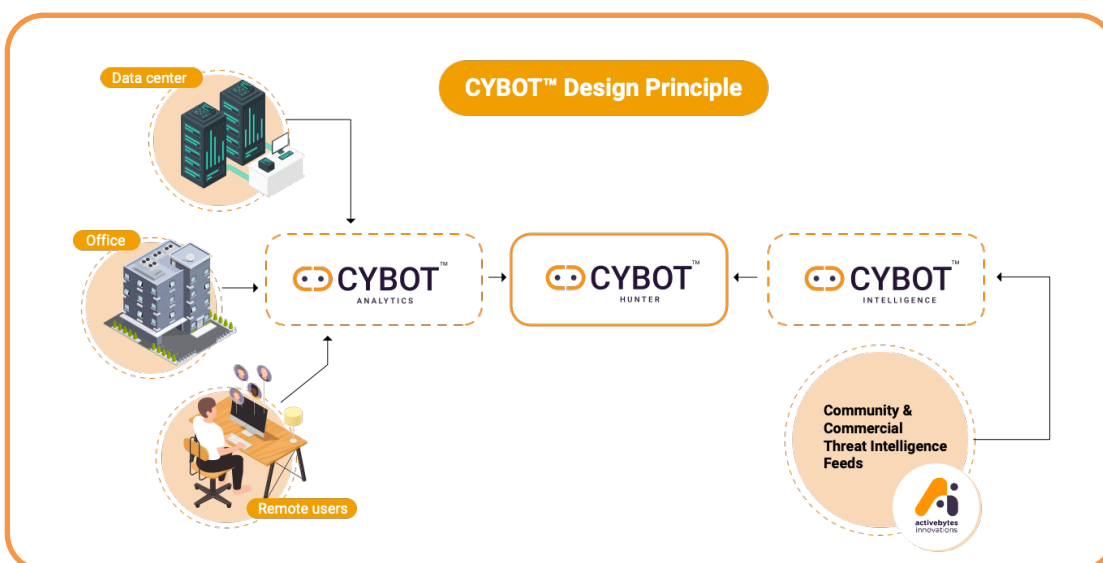 Data center
CYBOT™ Design Principle
Office
CYBOT™
ANALYTICS
CYBOT™
HUNTER
CYBOT™
INTELLIGENCE
Community &
Commercial
Threat Intelligence
Feeds
Remote users
activebytes
innovations